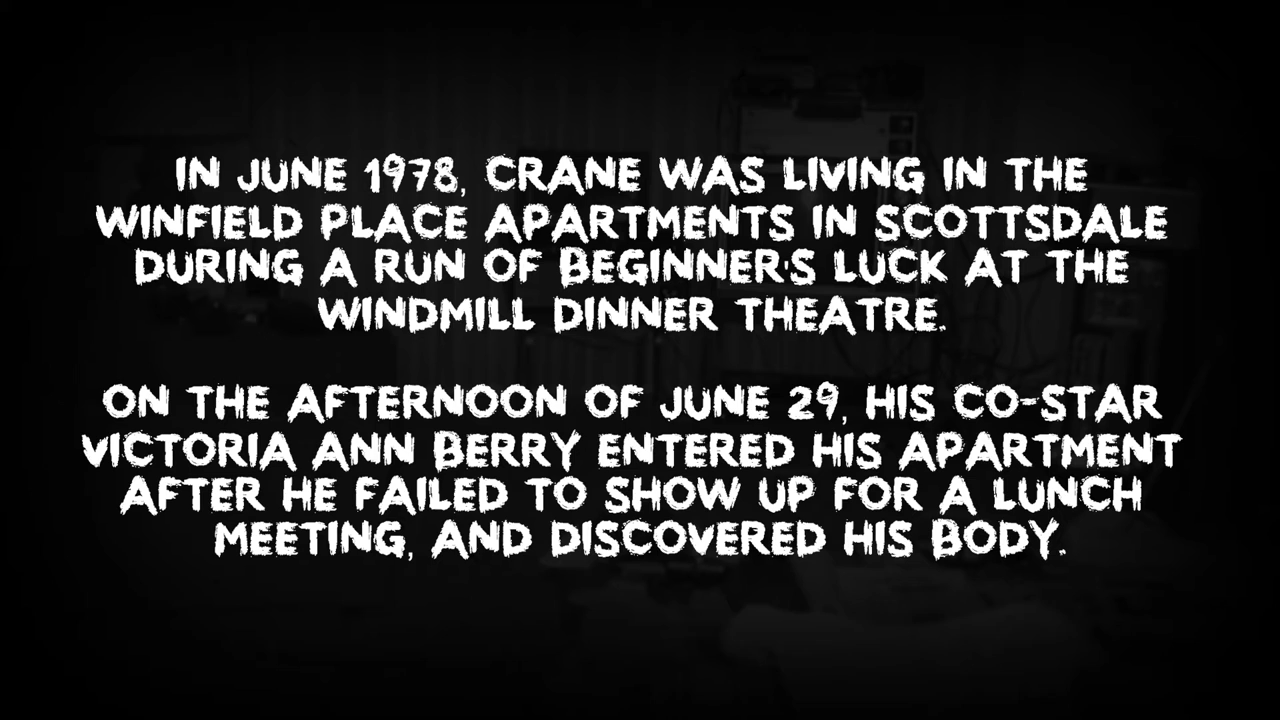 IN JUNE 1978, CRANE WAS LIVING IN THE
WINFIELD PLACE APARTMENTS IN SCOTTSDALE
DURING A RUN OF BEGINNER'S LUCK AT THE
WINDMILL DINNER THEATRE.
ON THE AFTERNOON OF JUNE 29, HIS CO-STAR
VICTORIA ANN BERRY ENTERED HIS APARTMENT
AFTER HE FAILED TO SHOW UP FOR A LUNCH
MEETING, AND DISCOVERED HIS BODY.